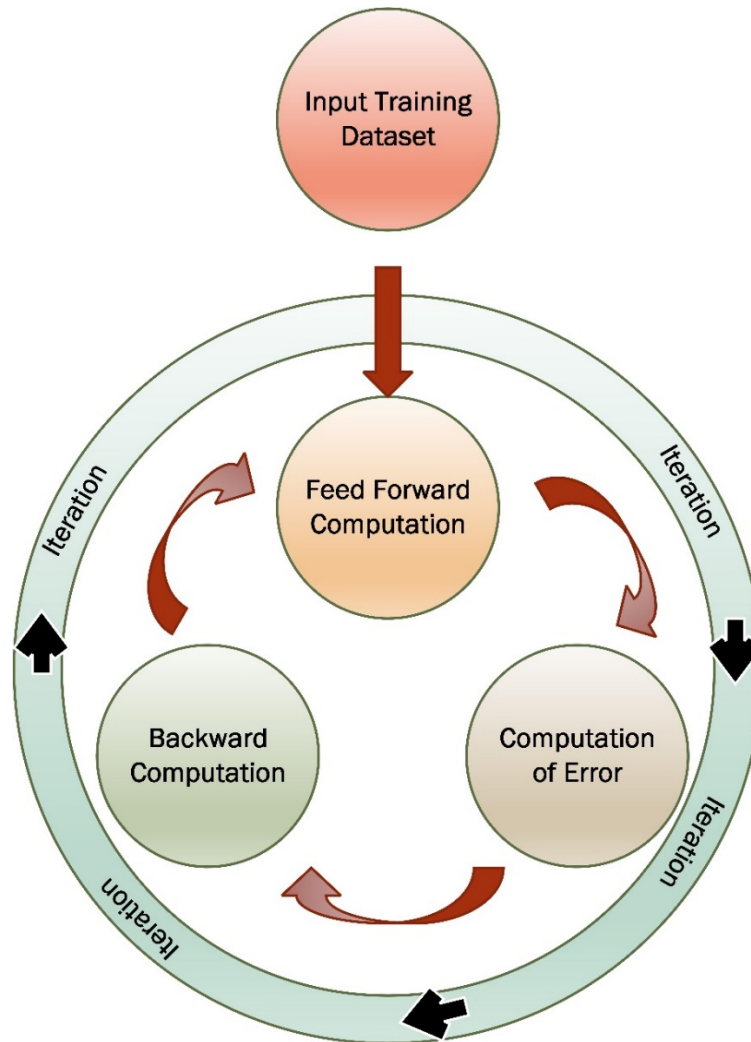 Input Training
Dataset
Iteration
Iteration
Feed Forward
Computation
Backward
Computation
Computation
of Error
Iteration
Iteration